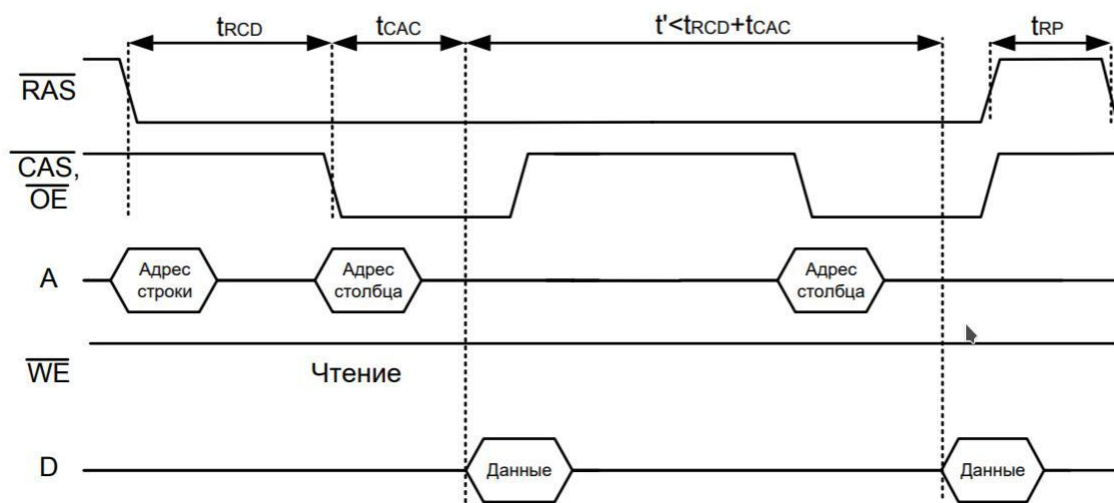 tRCD
tCAC
t'<tRCD+tCAC
tRP
RAS
CAS,
OE
A
Адрес
строки
Адрес
столбца
Адрес
столбца
WE
Чтение
D
Данные
Данные